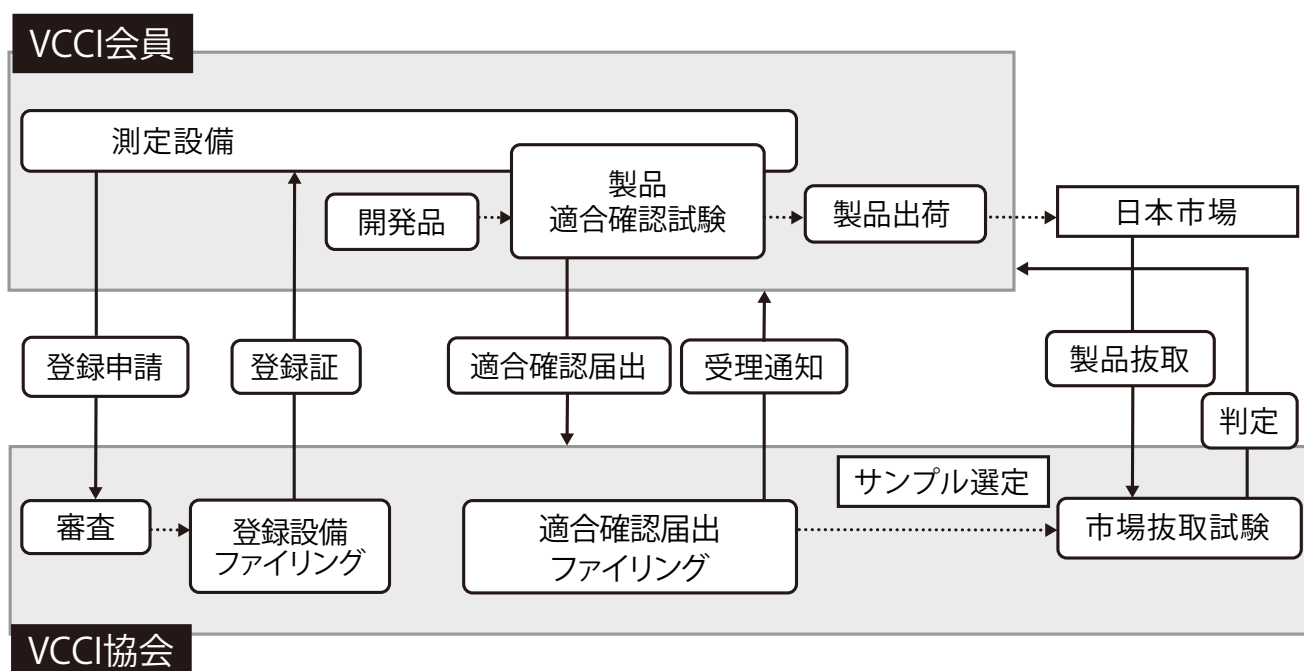 VCCI会員
測定設備
製品
適合確認試験
開発品
製品出荷
日本市場
登録申請
登録証
適合確認届出
受理通知
製品抜取
判定
サンプル選定
審査
登録設備
ファイリング
適合確認届出
ファイリング
市場抜取試験
VCCI協会